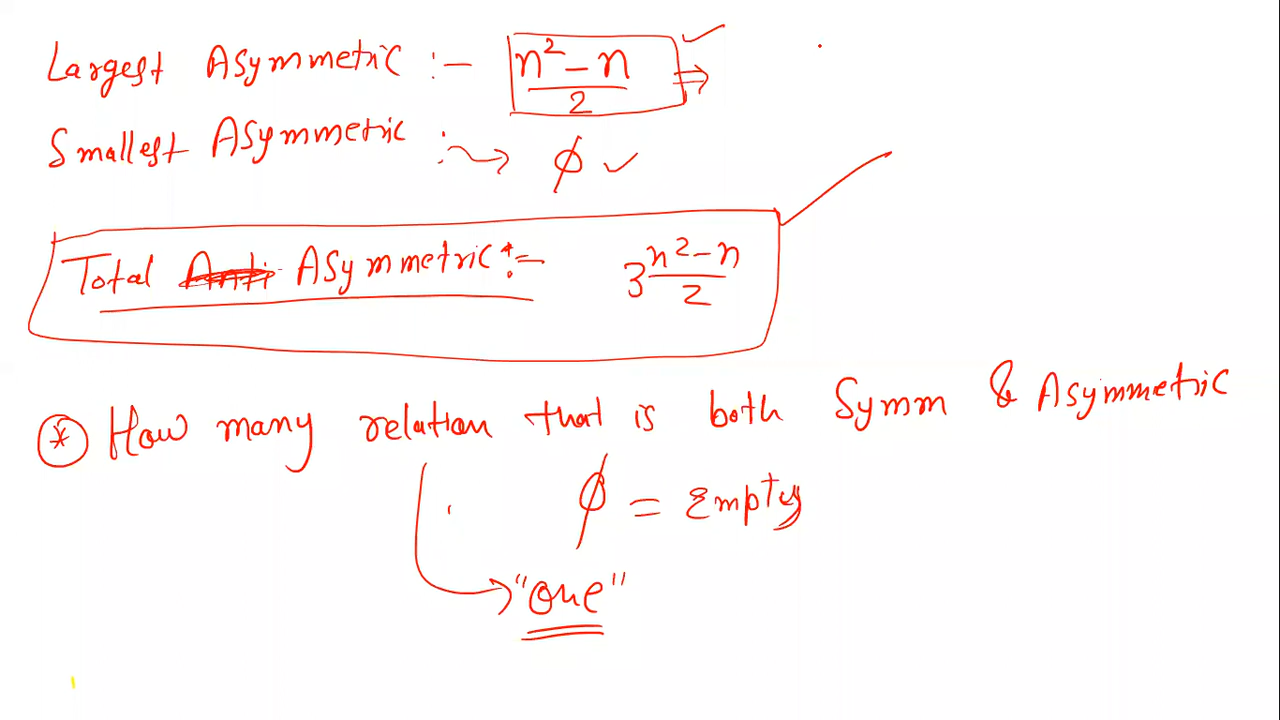 Largest Asymmetric :- n² - n / 2 ⇒
Smallest Asymmetric :→ ϕ ✓
Total Anti Asymmetric :- 3^(n² - n / 2)
* How many relation that is both Symm & Asymmetric
ϕ = Empty
→ "one"